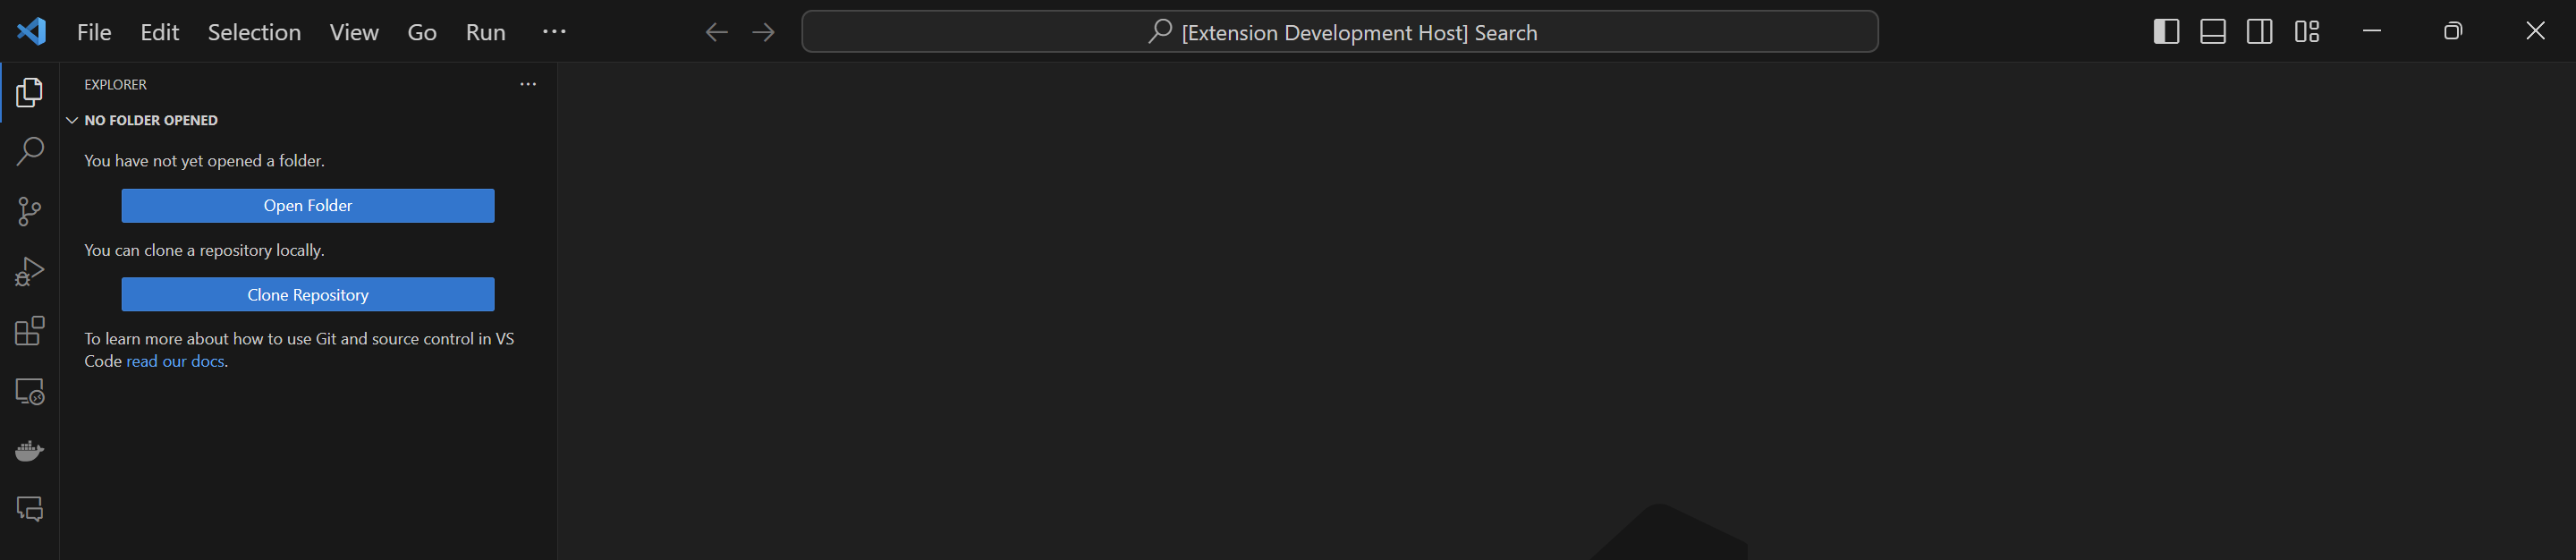 File Edit Selection View Go Run ···
[Extension Development Host] Search
EXPLORER
NO FOLDER OPENED
You have not yet opened a folder.
Open Folder
You can clone a repository locally.
Clone Repository
To learn more about how to use Git and source control in VS
Code read our docs.